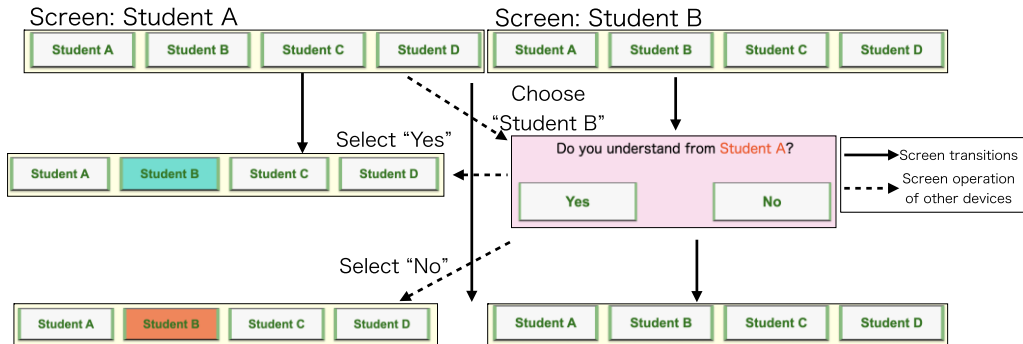 Screen: Student A
Screen: Student B
Student A Student B Student C Student D
Student A Student B Student C Student D
Choose
“Student B”
Select “Yes”
Do you understand from Student A?
Yes No
Student A Student B Student C Student D
Screen transitions
Screen operation
of other devices
Select “No”
Student A Student B Student C Student D
Student A Student B Student C Student D